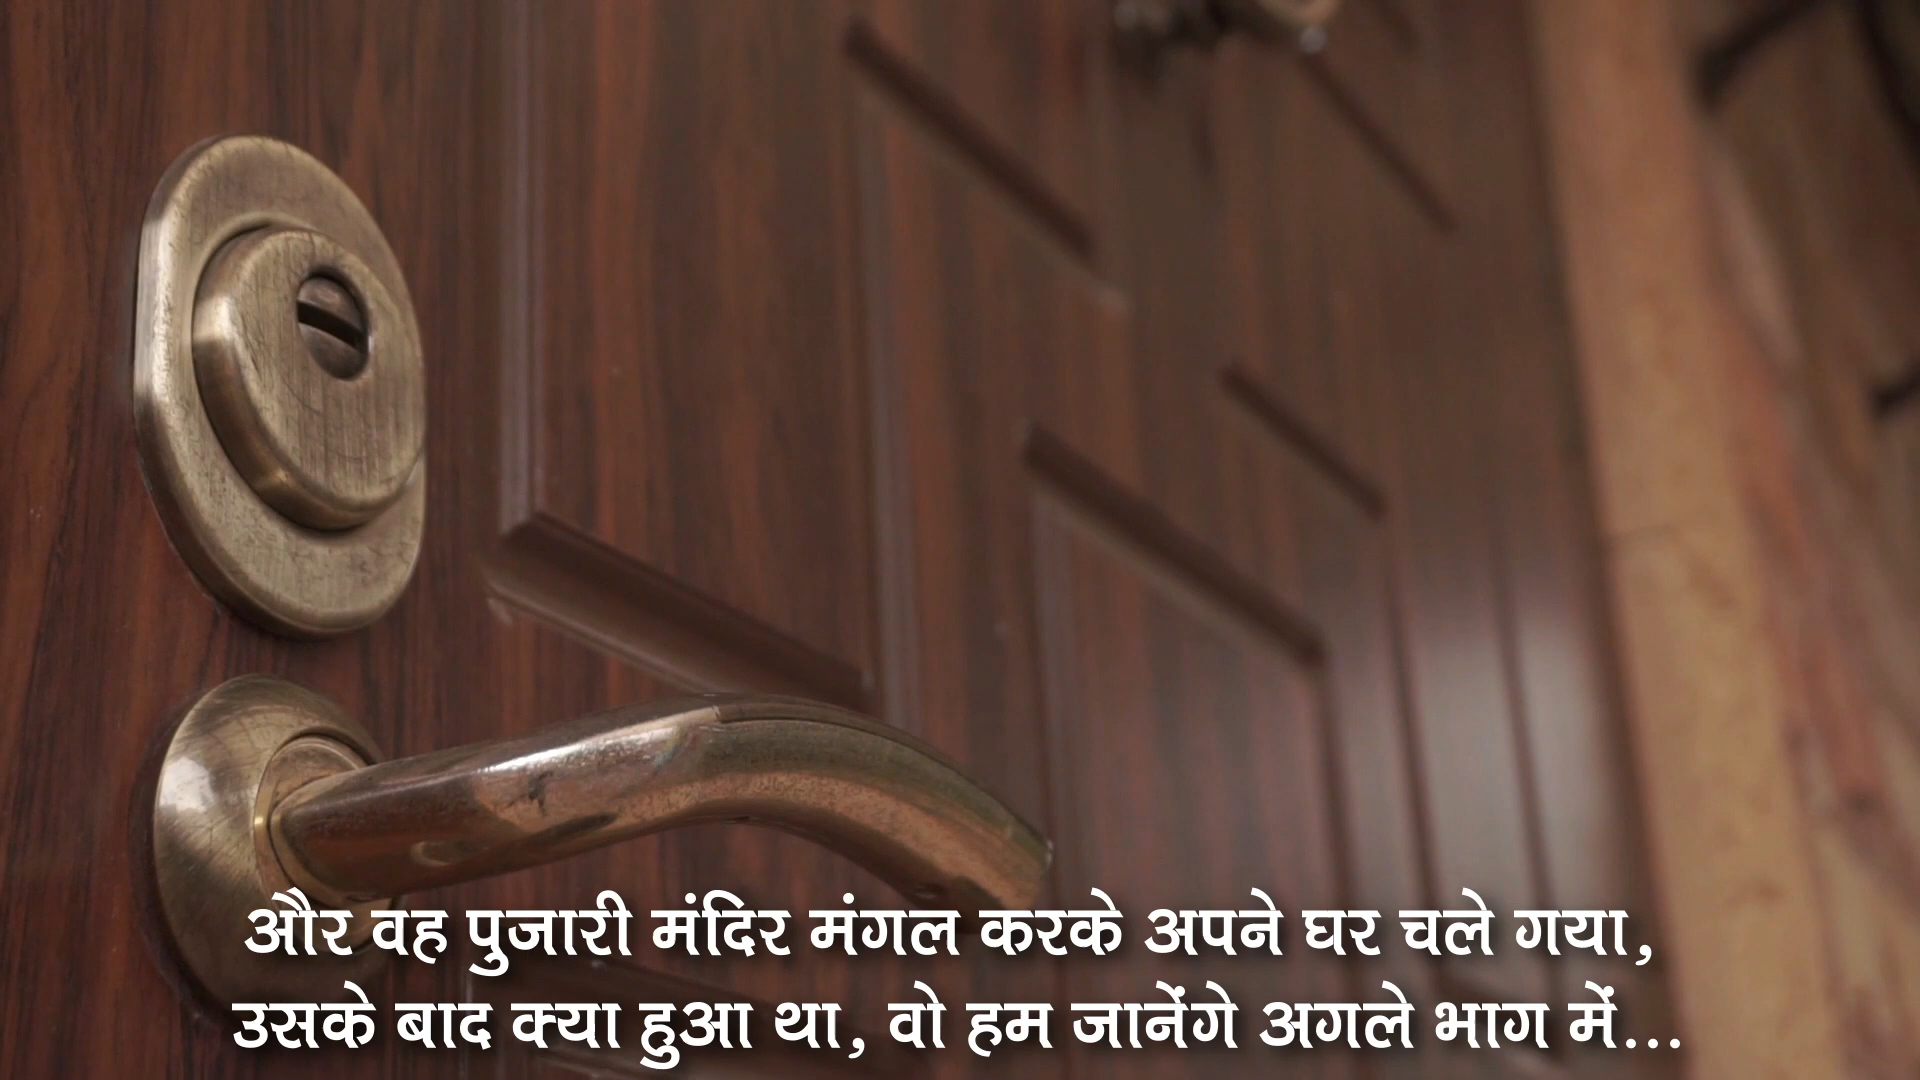 और वह पुजारी मंदिर मंगल करके अपने घर चले गया,
उसके बाद क्या हुआ था, वो हम जानेंगे अगले भाग में...